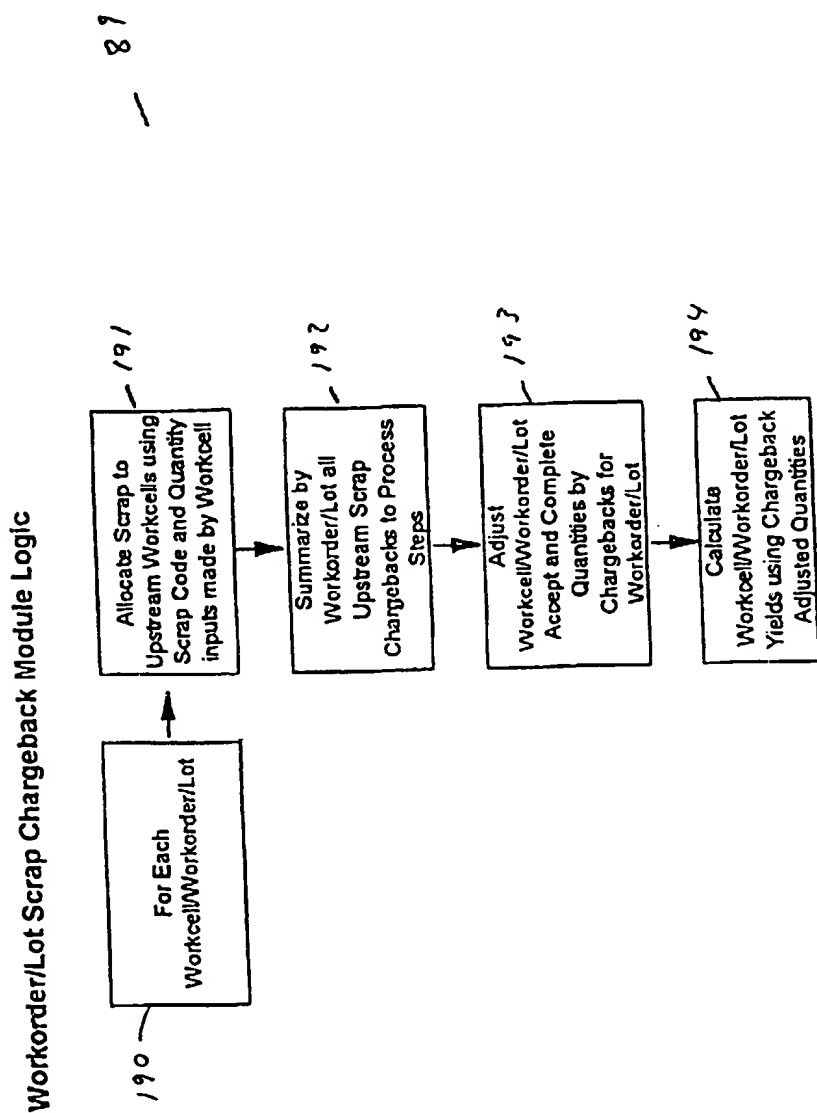 Workorder/Lot Scrap Chargeback Module Logic
89
190
For Each
Workcell/Workorder/Lot
191
Allocate Scrap to
Upstream Workcells using
Scrap Code and Quantity
inputs made by Workcell
192
Summarize by
Workorder/Lot all
Upstream Scrap
Chargebacks to Process
Steps
193
Adjust
Workcell/Workorder/Lot
Accept and Complete
Quantities by
Chargebacks for
Workorder/Lot
194
Calculate
Workcell/Workorder/Lot
Yields using Chargeback
Adjusted Quantities